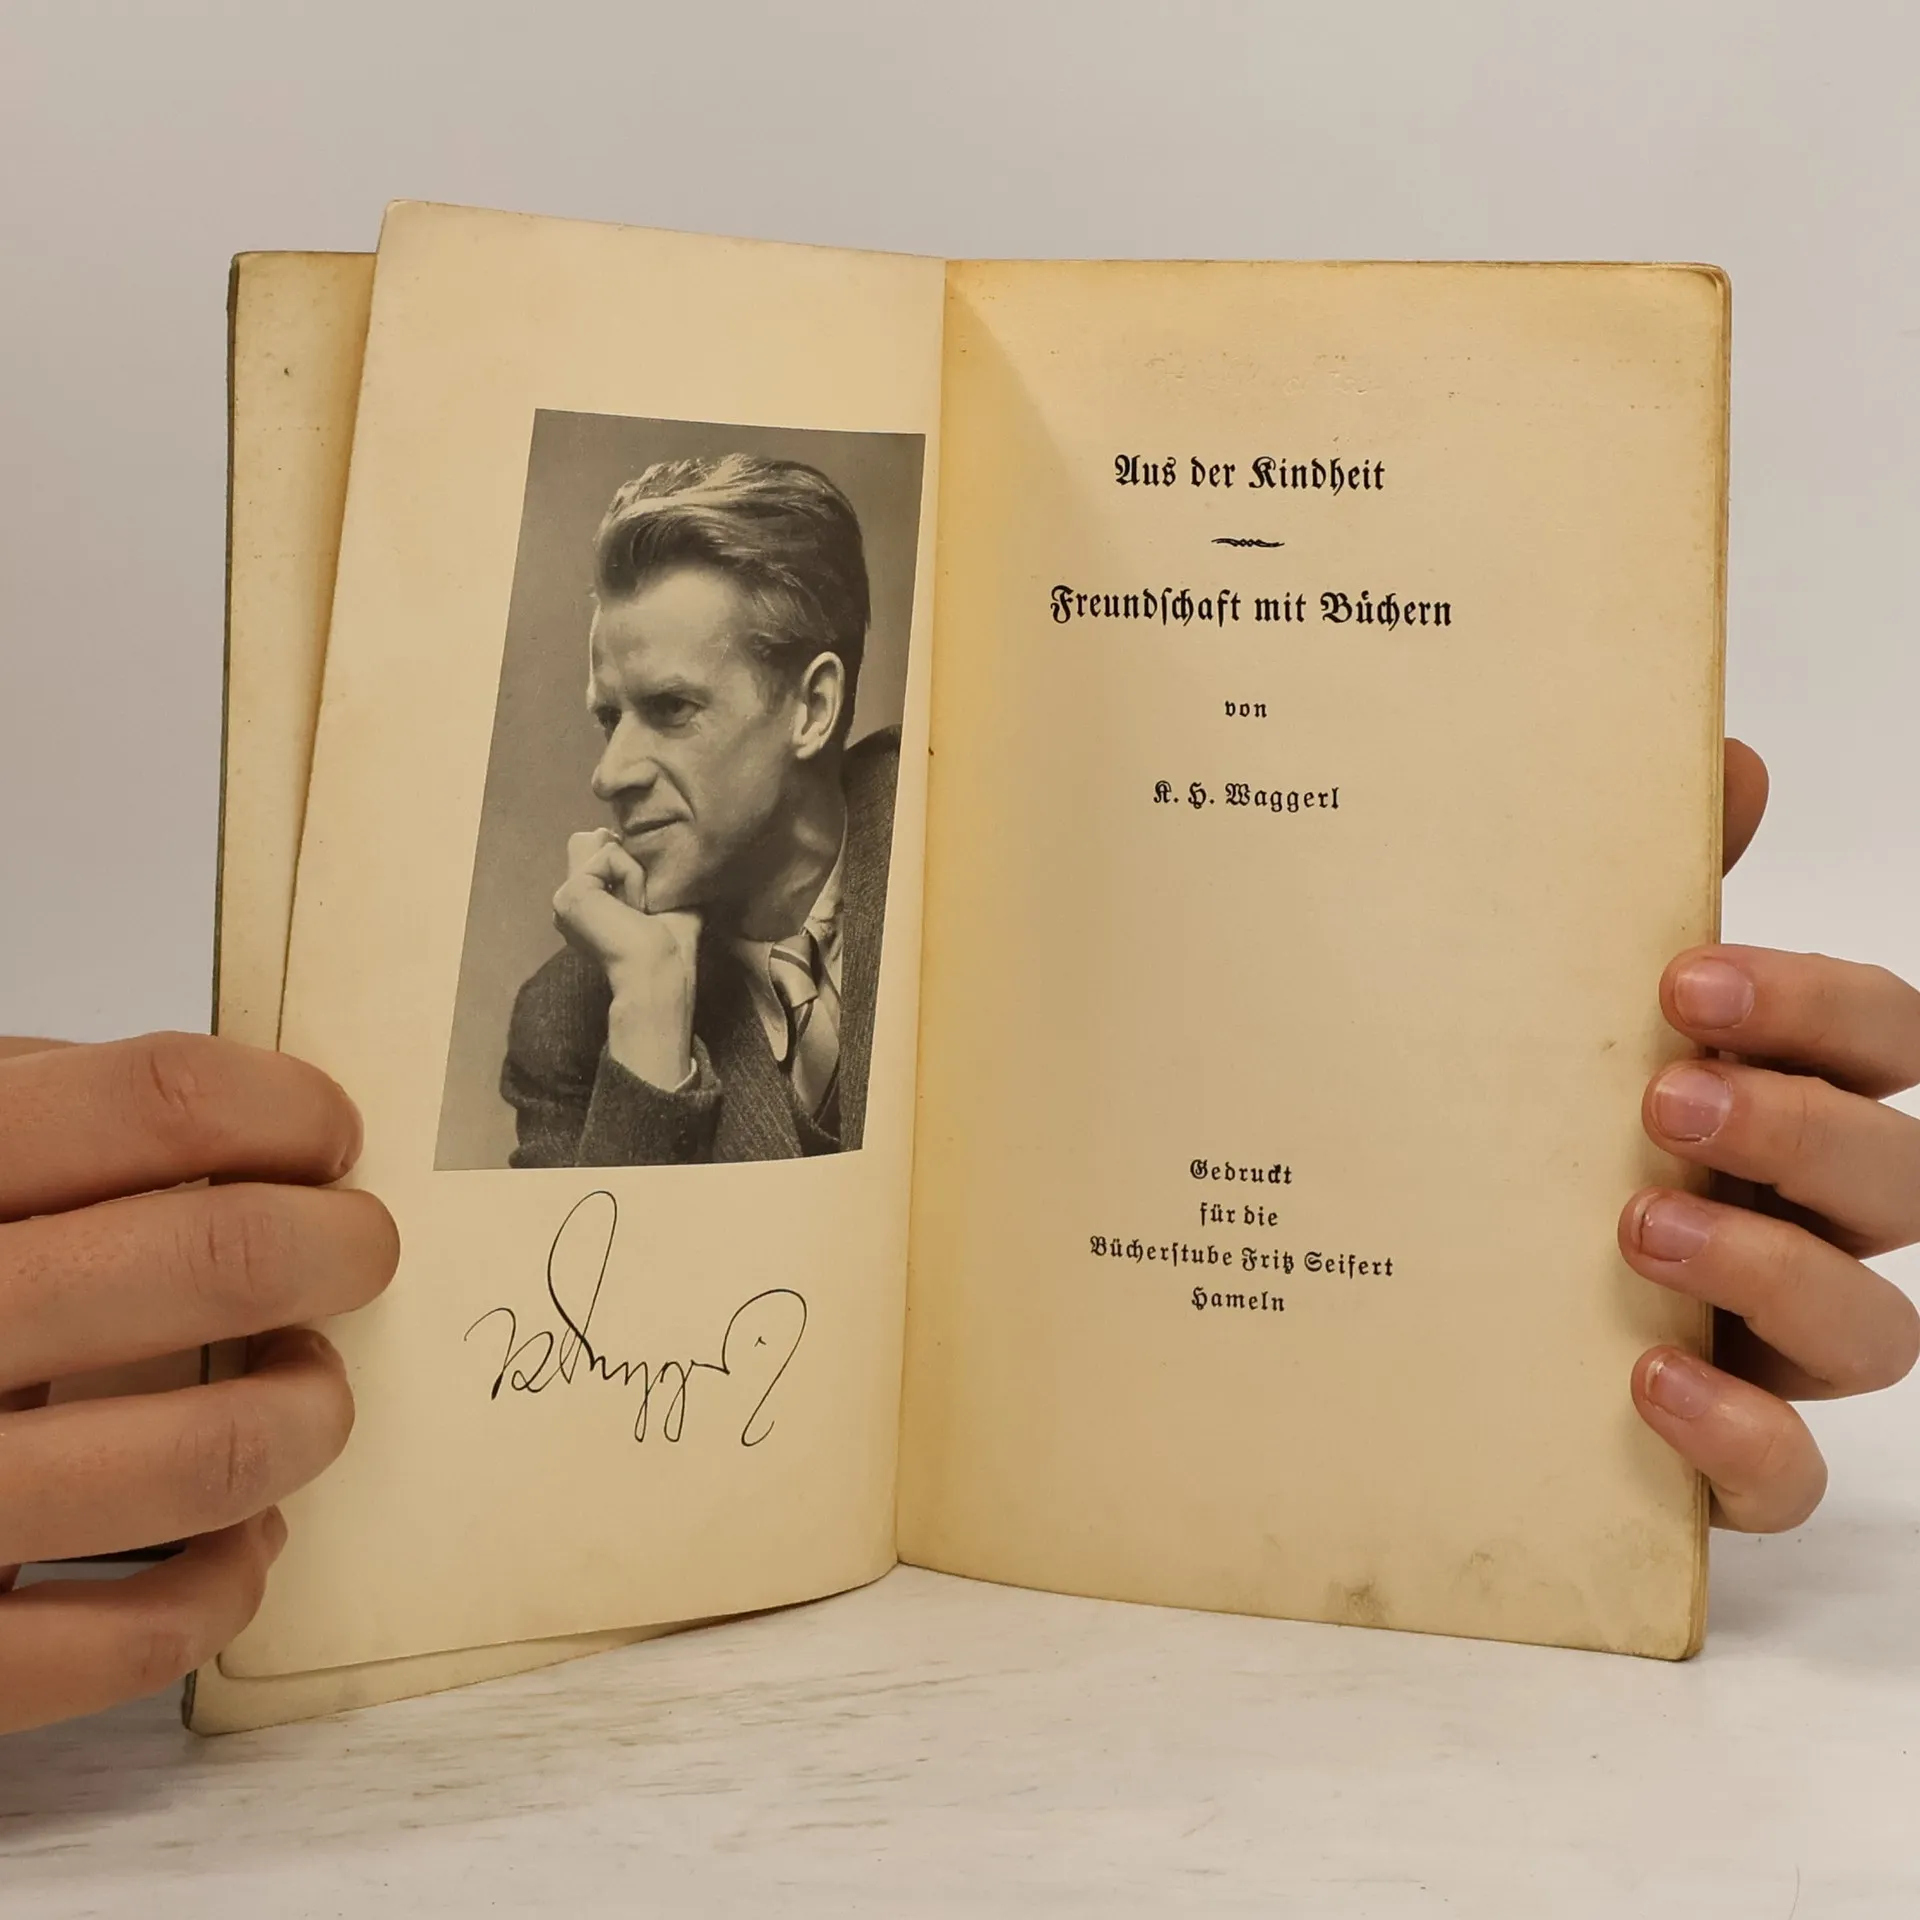 Aus der Kindheit
Freundſchaft mit Büchern
von
K. H. Waggerl
Gedruckt
für die
Bücherſtube Fritz Seifert
Hameln